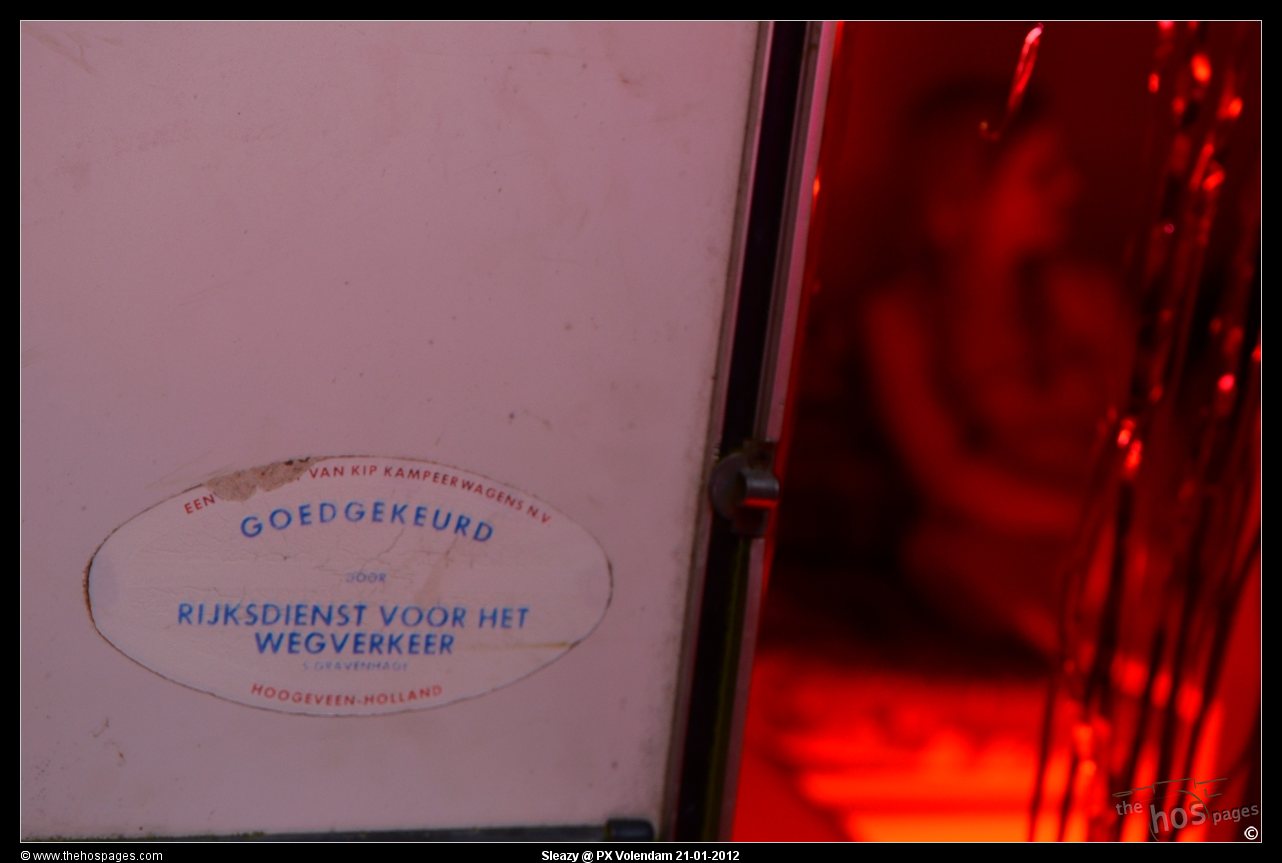 EEN VAN KIP KAMPEERWAGENS N.V
GOEDGEKEURD
DOOR
RIJKSDIENST VOOR HET
WEGVERKEER
S GRAVENHAGE
HOOGEVEEN-HOLLAND
the hos pages
©
© www.thehospages.com
Sleazy @ PX Volendam 21-01-2012